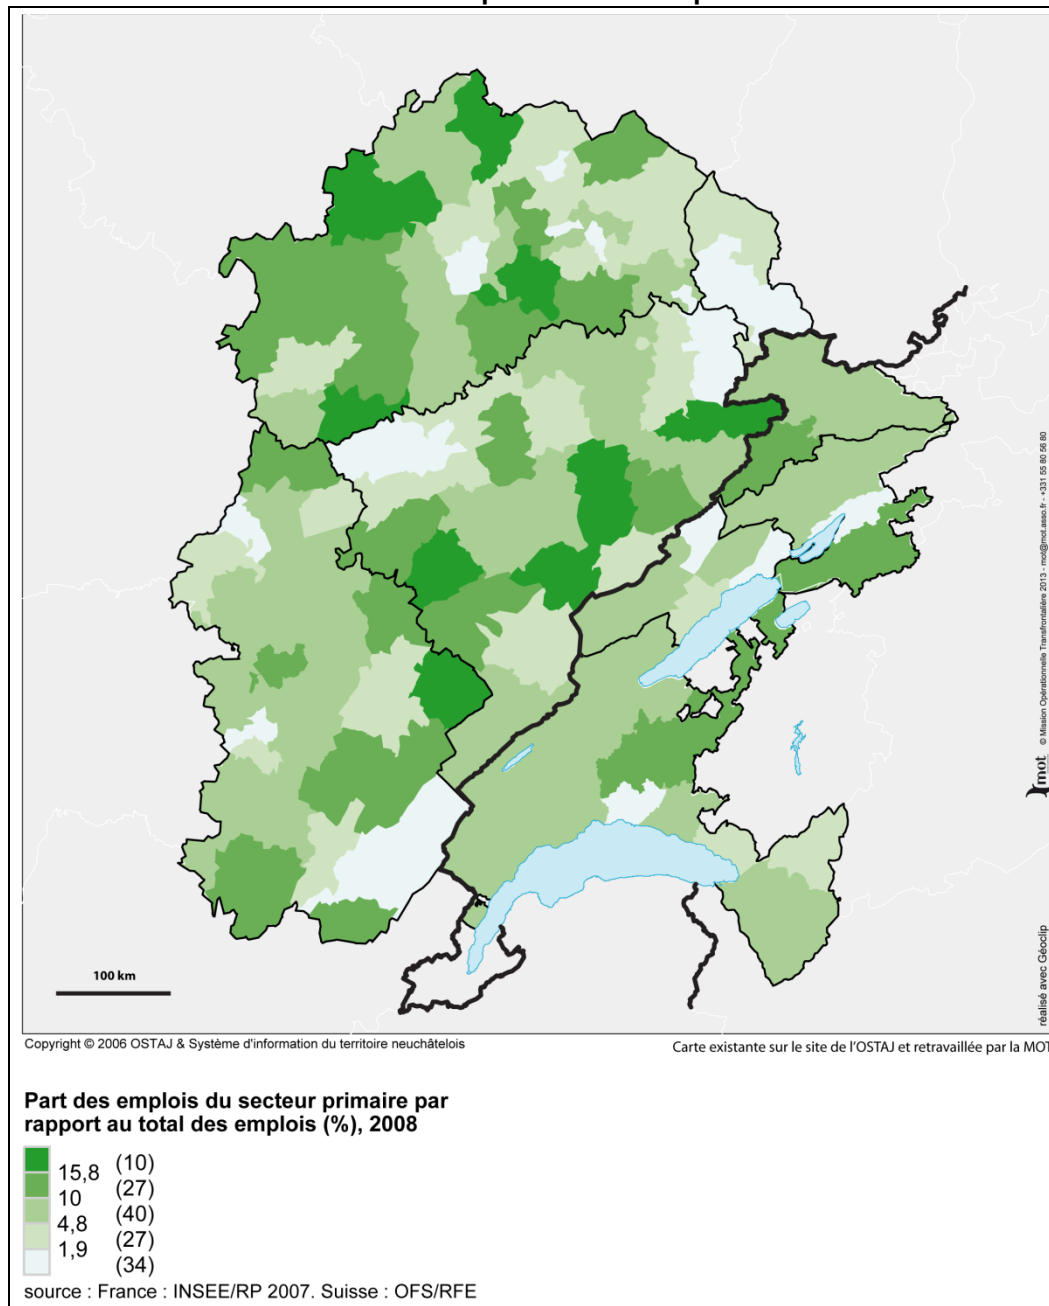 100 km
mot
© Mission Opérationnelle Transfrontalière 2013 - mot@mot.asso.fr - +331 55 80 56 80
réalisé avec Géoclip
Copyright © 2006 OSTAJ & Système d'information du territoire neuchâtelois
Carte existante sur le site de l'OSTAJ et retravaillée par la MOT
Part des emplois du secteur primaire par
rapport au total des emplois (%), 2008
(10)
15,8
(27)
10
(40)
4,8
(27)
1,9
(34)
source : France : INSEE/RP 2007. Suisse : OFS/RFE